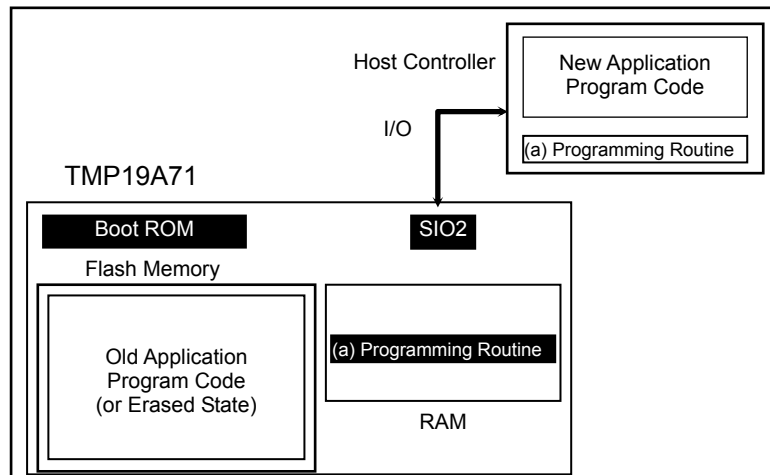 Host Controller
New Application
Program Code
I/O
(a) Programming Routine
TMP19A71
Boot ROM
SIO2
Flash Memory
Old Application
Program Code
(or Erased State)
(a) Programming Routine
RAM